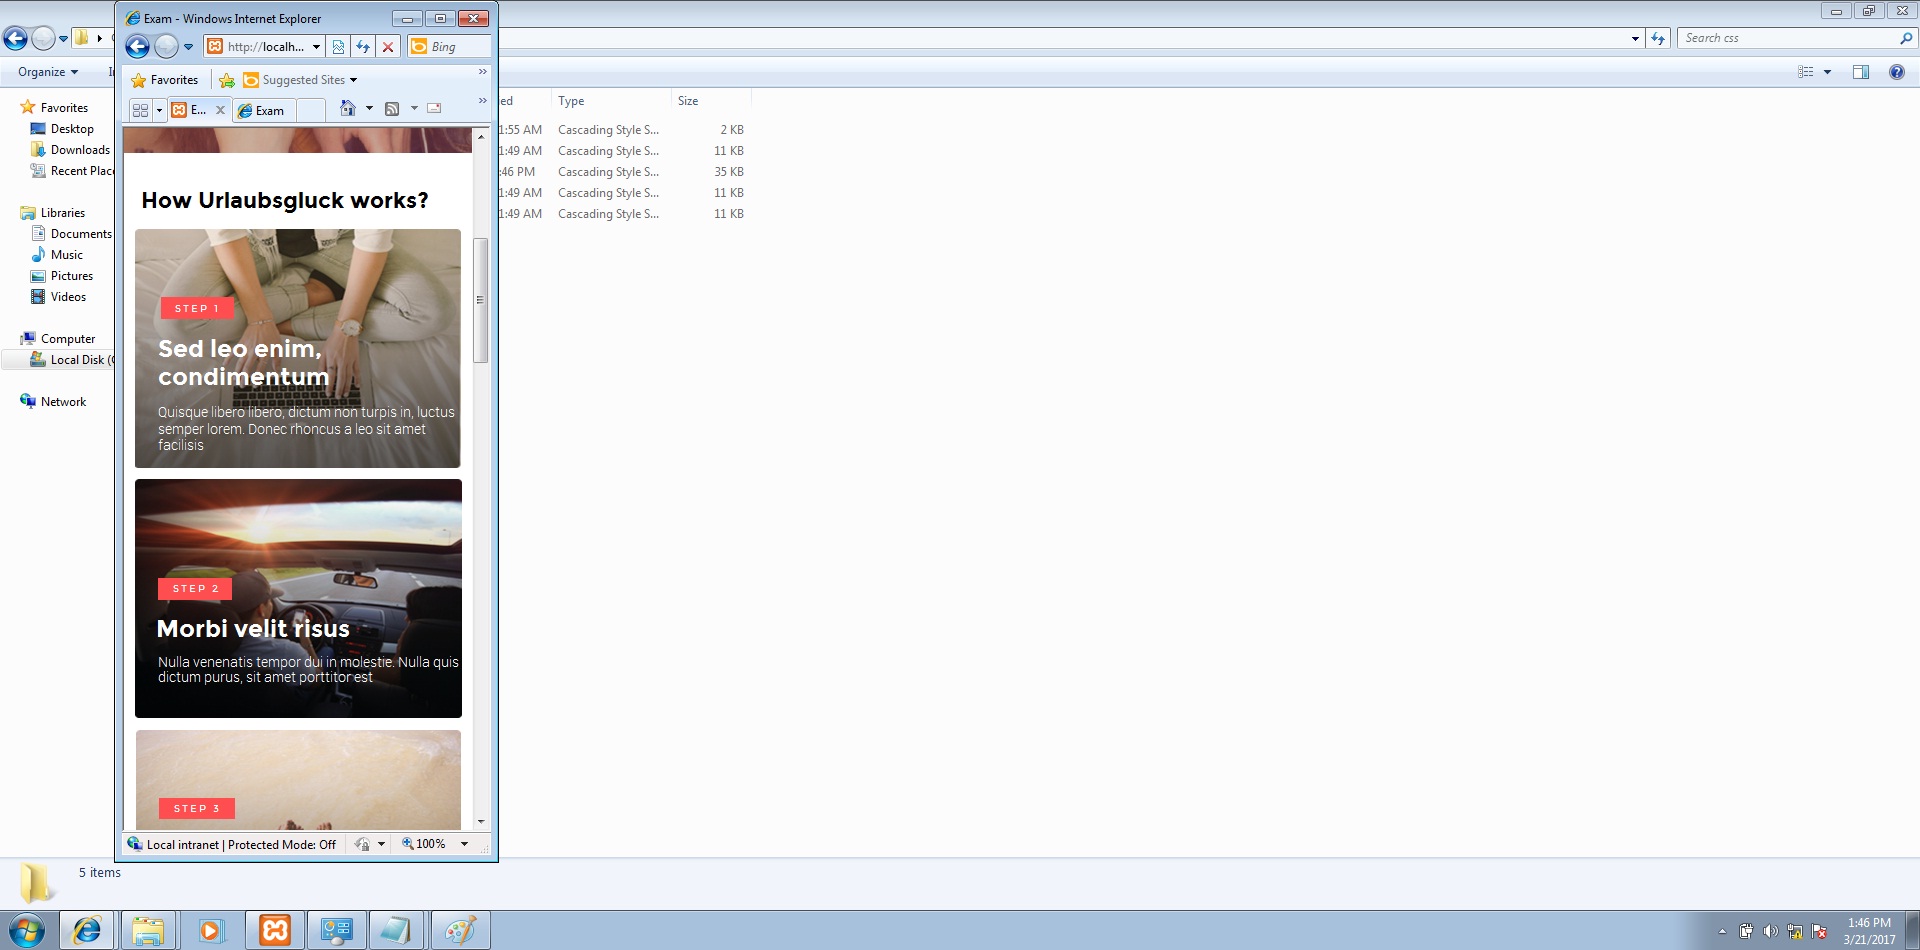 Exam - Windows Internet Explorer
http://localh...
Bing
Favorites
Suggested Sites
E...
Exam
How Urlaubsgluck works?
STEP 1
Sed leo enim,
condimentum
Quisque libero libero, dictum non turpis in, luctus
semper lorem. Donec rhoncus a leo sit amet
facilisis
STEP 2
Morbi velit risus
Nulla venenatis tempor dui in molestie. Nulla quis
dictum purus, sit amet porttitor est
STEP 3
Local intranet | Protected Mode: Off
100%
Search css
Organize
Favorites
Desktop
Downloads
Recent Plac
Libraries
Documents
Music
Pictures
Videos
Computer
Local Disk (
Network
ed Type Size
1:55 AM Cascading Style S... 2 KB
1:49 AM Cascading Style S... 11 KB
:46 PM Cascading Style S... 35 KB
1:49 AM Cascading Style S... 11 KB
1:49 AM Cascading Style S... 11 KB
5 items
1:46 PM
3/21/2017